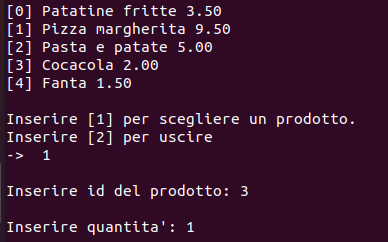 [0] Patatine fritte 3.50
[1] Pizza margherita 9.50
[2] Pasta e patate 5.00
[3] Cocacola 2.00
[4] Fanta 1.50
Inserire [1] per scegliere un prodotto.
Inserire [2] per uscire
-> 1
Inserire id del prodotto: 3
Inserire quantita': 1